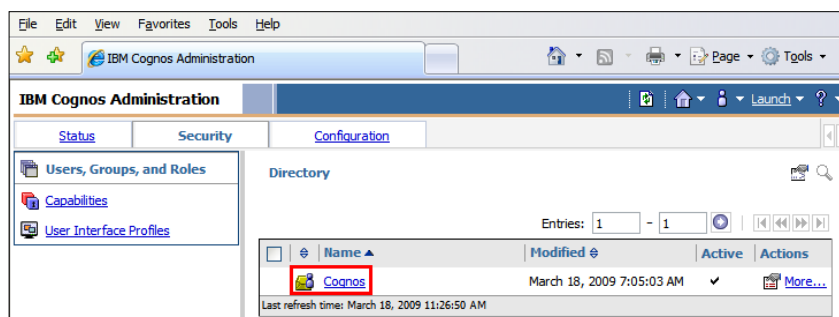 File Edit View Favorites Tools Help
IBM Cognos Administration Page Tools
IBM Cognos Administration Launch ?
Status Security Configuration
Users, Groups, and Roles Directory
Capabilities
User Interface Profiles Entries: 1 - 1
Name Modified Active Actions
Cognos March 18, 2009 7:05:03 AM More...
Last refresh time: March 18, 2009 11:26:50 AM